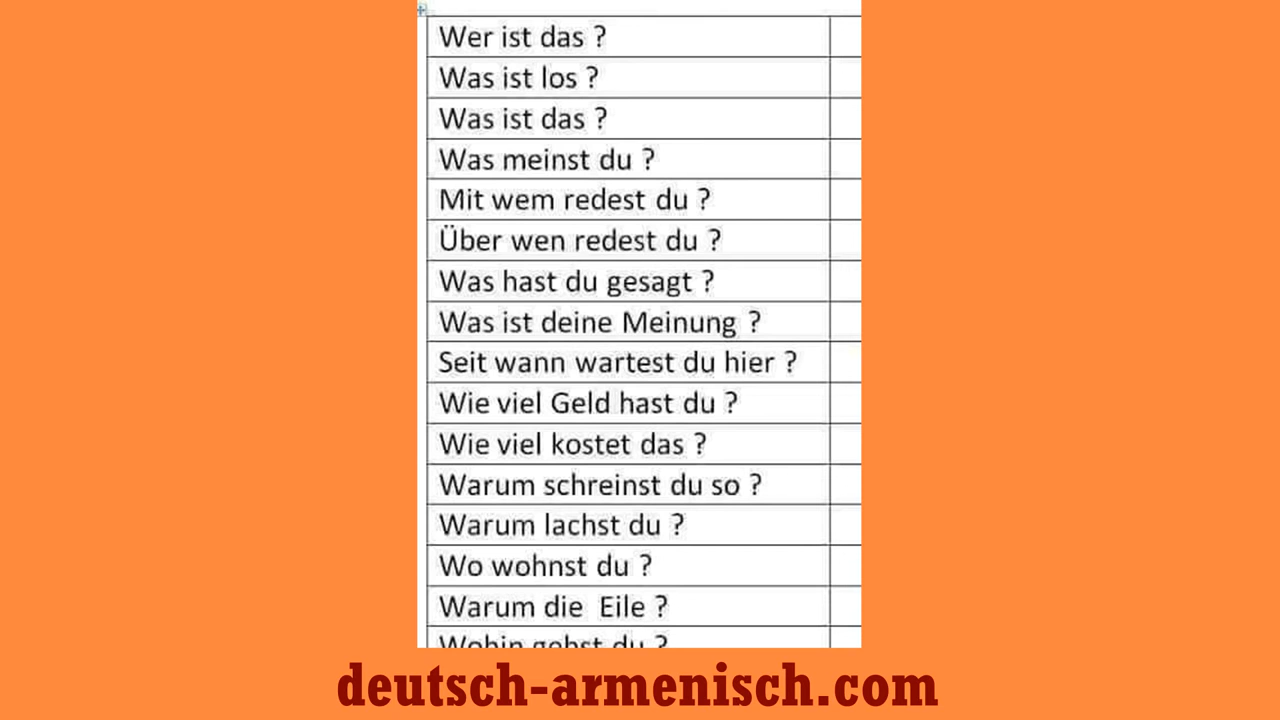 Wer ist das ?
Was ist los ?
Was ist das ?
Was meinst du ?
Mit wem redest du ?
Über wen redest du ?
Was hast du gesagt ?
Was ist deine Meinung ?
Seit wann wartest du hier ?
Wie viel Geld hast du ?
Wie viel kostet das ?
Warum schreinst du so ?
Warum lachst du ?
Wo wohnst du ?
Warum die  Eile ?
Wohin gehst du ?
deutsch-armenisch.com